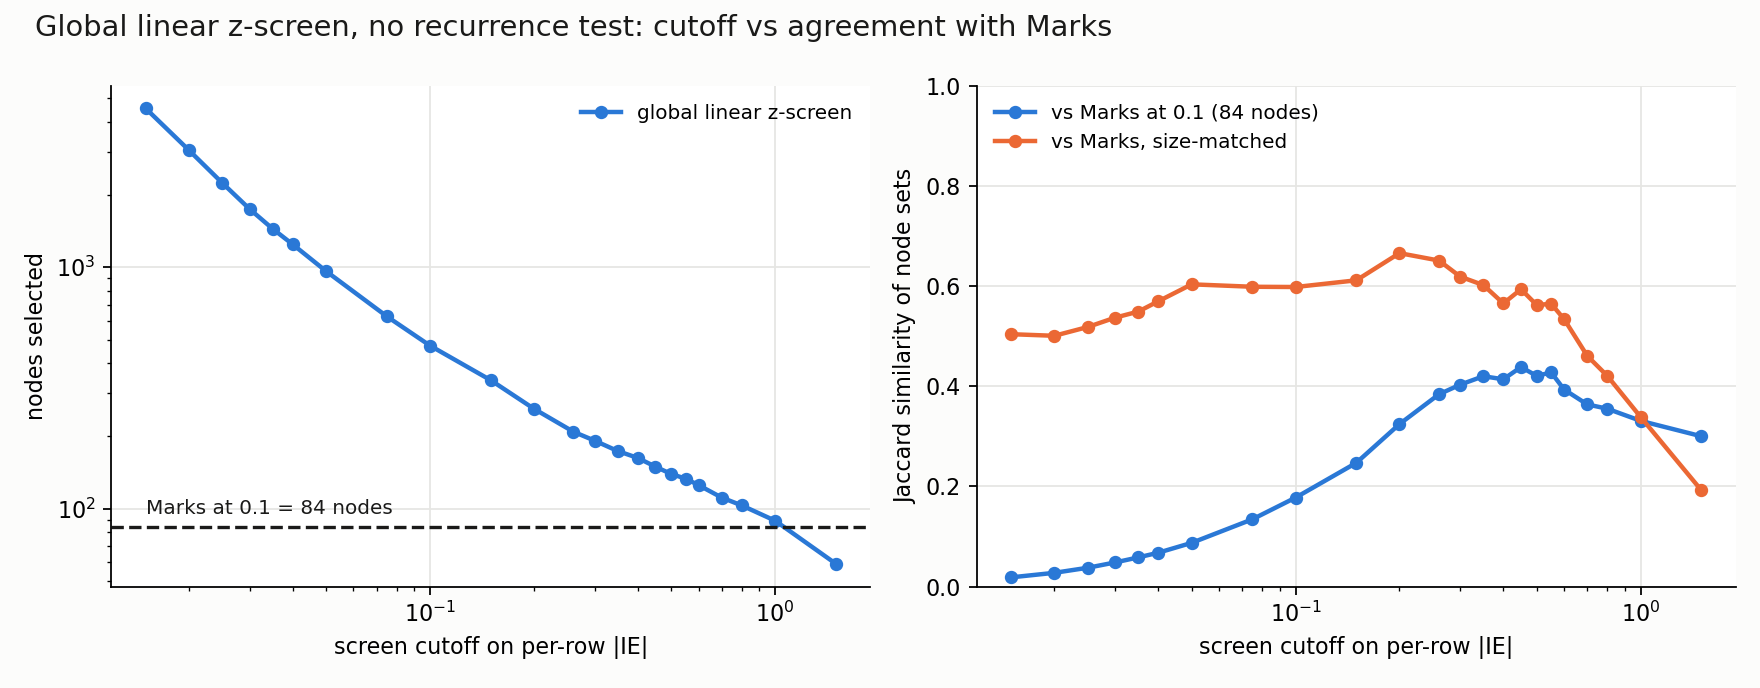 Global linear z-screen, no recurrence test: cutoff vs agreement with Marks
global linear z-screen
nodes selected
10³
10²
Marks at 0.1 = 84 nodes
10⁻¹
10⁰
screen cutoff on per-row |IE|
vs Marks at 0.1 (84 nodes)
vs Marks, size-matched
Jaccard similarity of node sets
1.0
0.8
0.6
0.4
0.2
0.0
10⁻¹
10⁰
screen cutoff on per-row |IE|